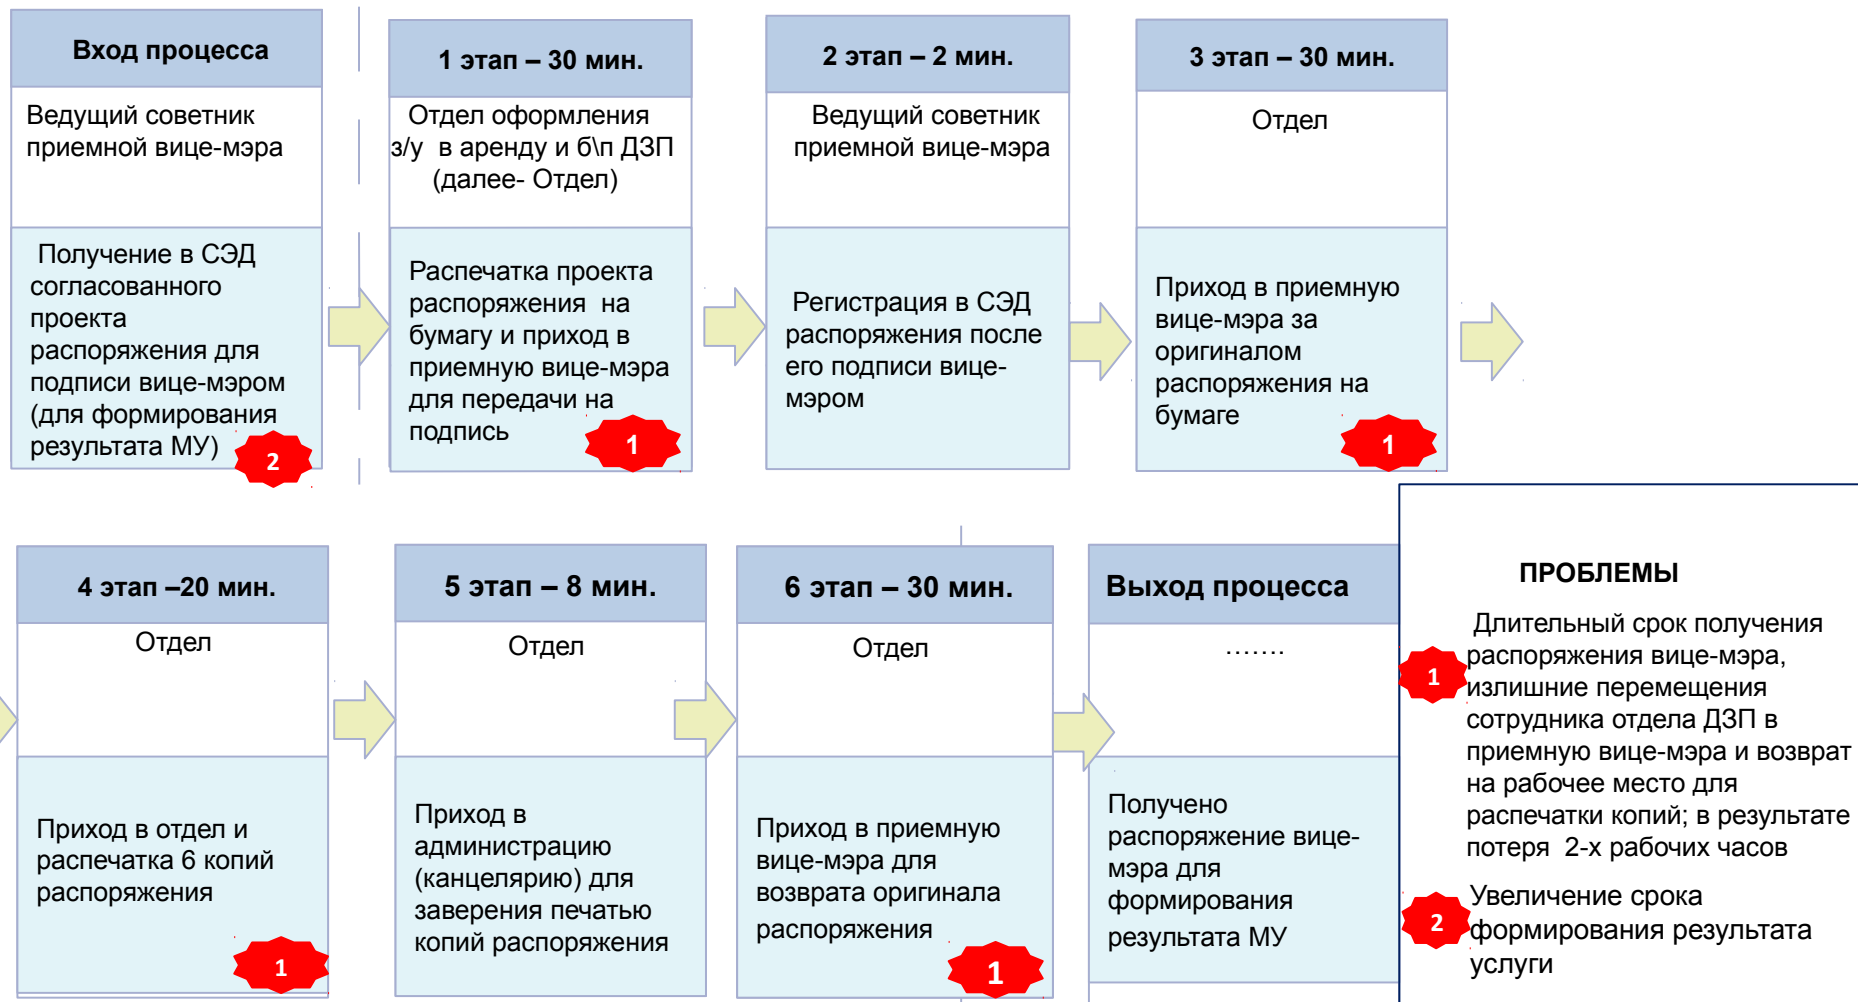 Вход процесса
Ведущий советник
приемной вице-мэра
Получение в СЭД
согласованного
проекта
распоряжения для
подписи вице-мэром
(для формирования
результата МУ)
2
1 этап – 30 мин.
Отдел оформления
з/у в аренду и б\п ДЗП
(далее- Отдел)
Распечатка проекта
распоряжения на
бумагу и приход в
приемную вице-мэра
для передачи на
подпись
1
2 этап – 2 мин.
Ведущий советник
приемной вице-мэра
Регистрация в СЭД
распоряжения после
его подписи вице-
мэром
3 этап – 30 мин.
Отдел
Приход в приемную
вице-мэра за
оригиналом
распоряжения на
бумаге
1
4 этап –20 мин.
Отдел
Приход в отдел и
распечатка 6 копий
распоряжения
1
5 этап – 8 мин.
Отдел
Приход в
администрацию
(канцелярию) для
заверения печатью
копий распоряжения
6 этап – 30 мин.
Отдел
Приход в приемную
вице-мэра для
возврата оригинала
распоряжения
1
Выход процесса
…….
Получено
распоряжение вице-
мэра для
формирования
результата МУ
ПРОБЛЕМЫ
1
Длительный срок получения
распоряжения вице-мэра,
излишние перемещения
сотрудника отдела ДЗП в
приемную вице-мэра и возврат
на рабочее место для
распечатки копий; в результате
потеря 2-х рабочих часов
2
Увеличение срока
формирования результата
услуги